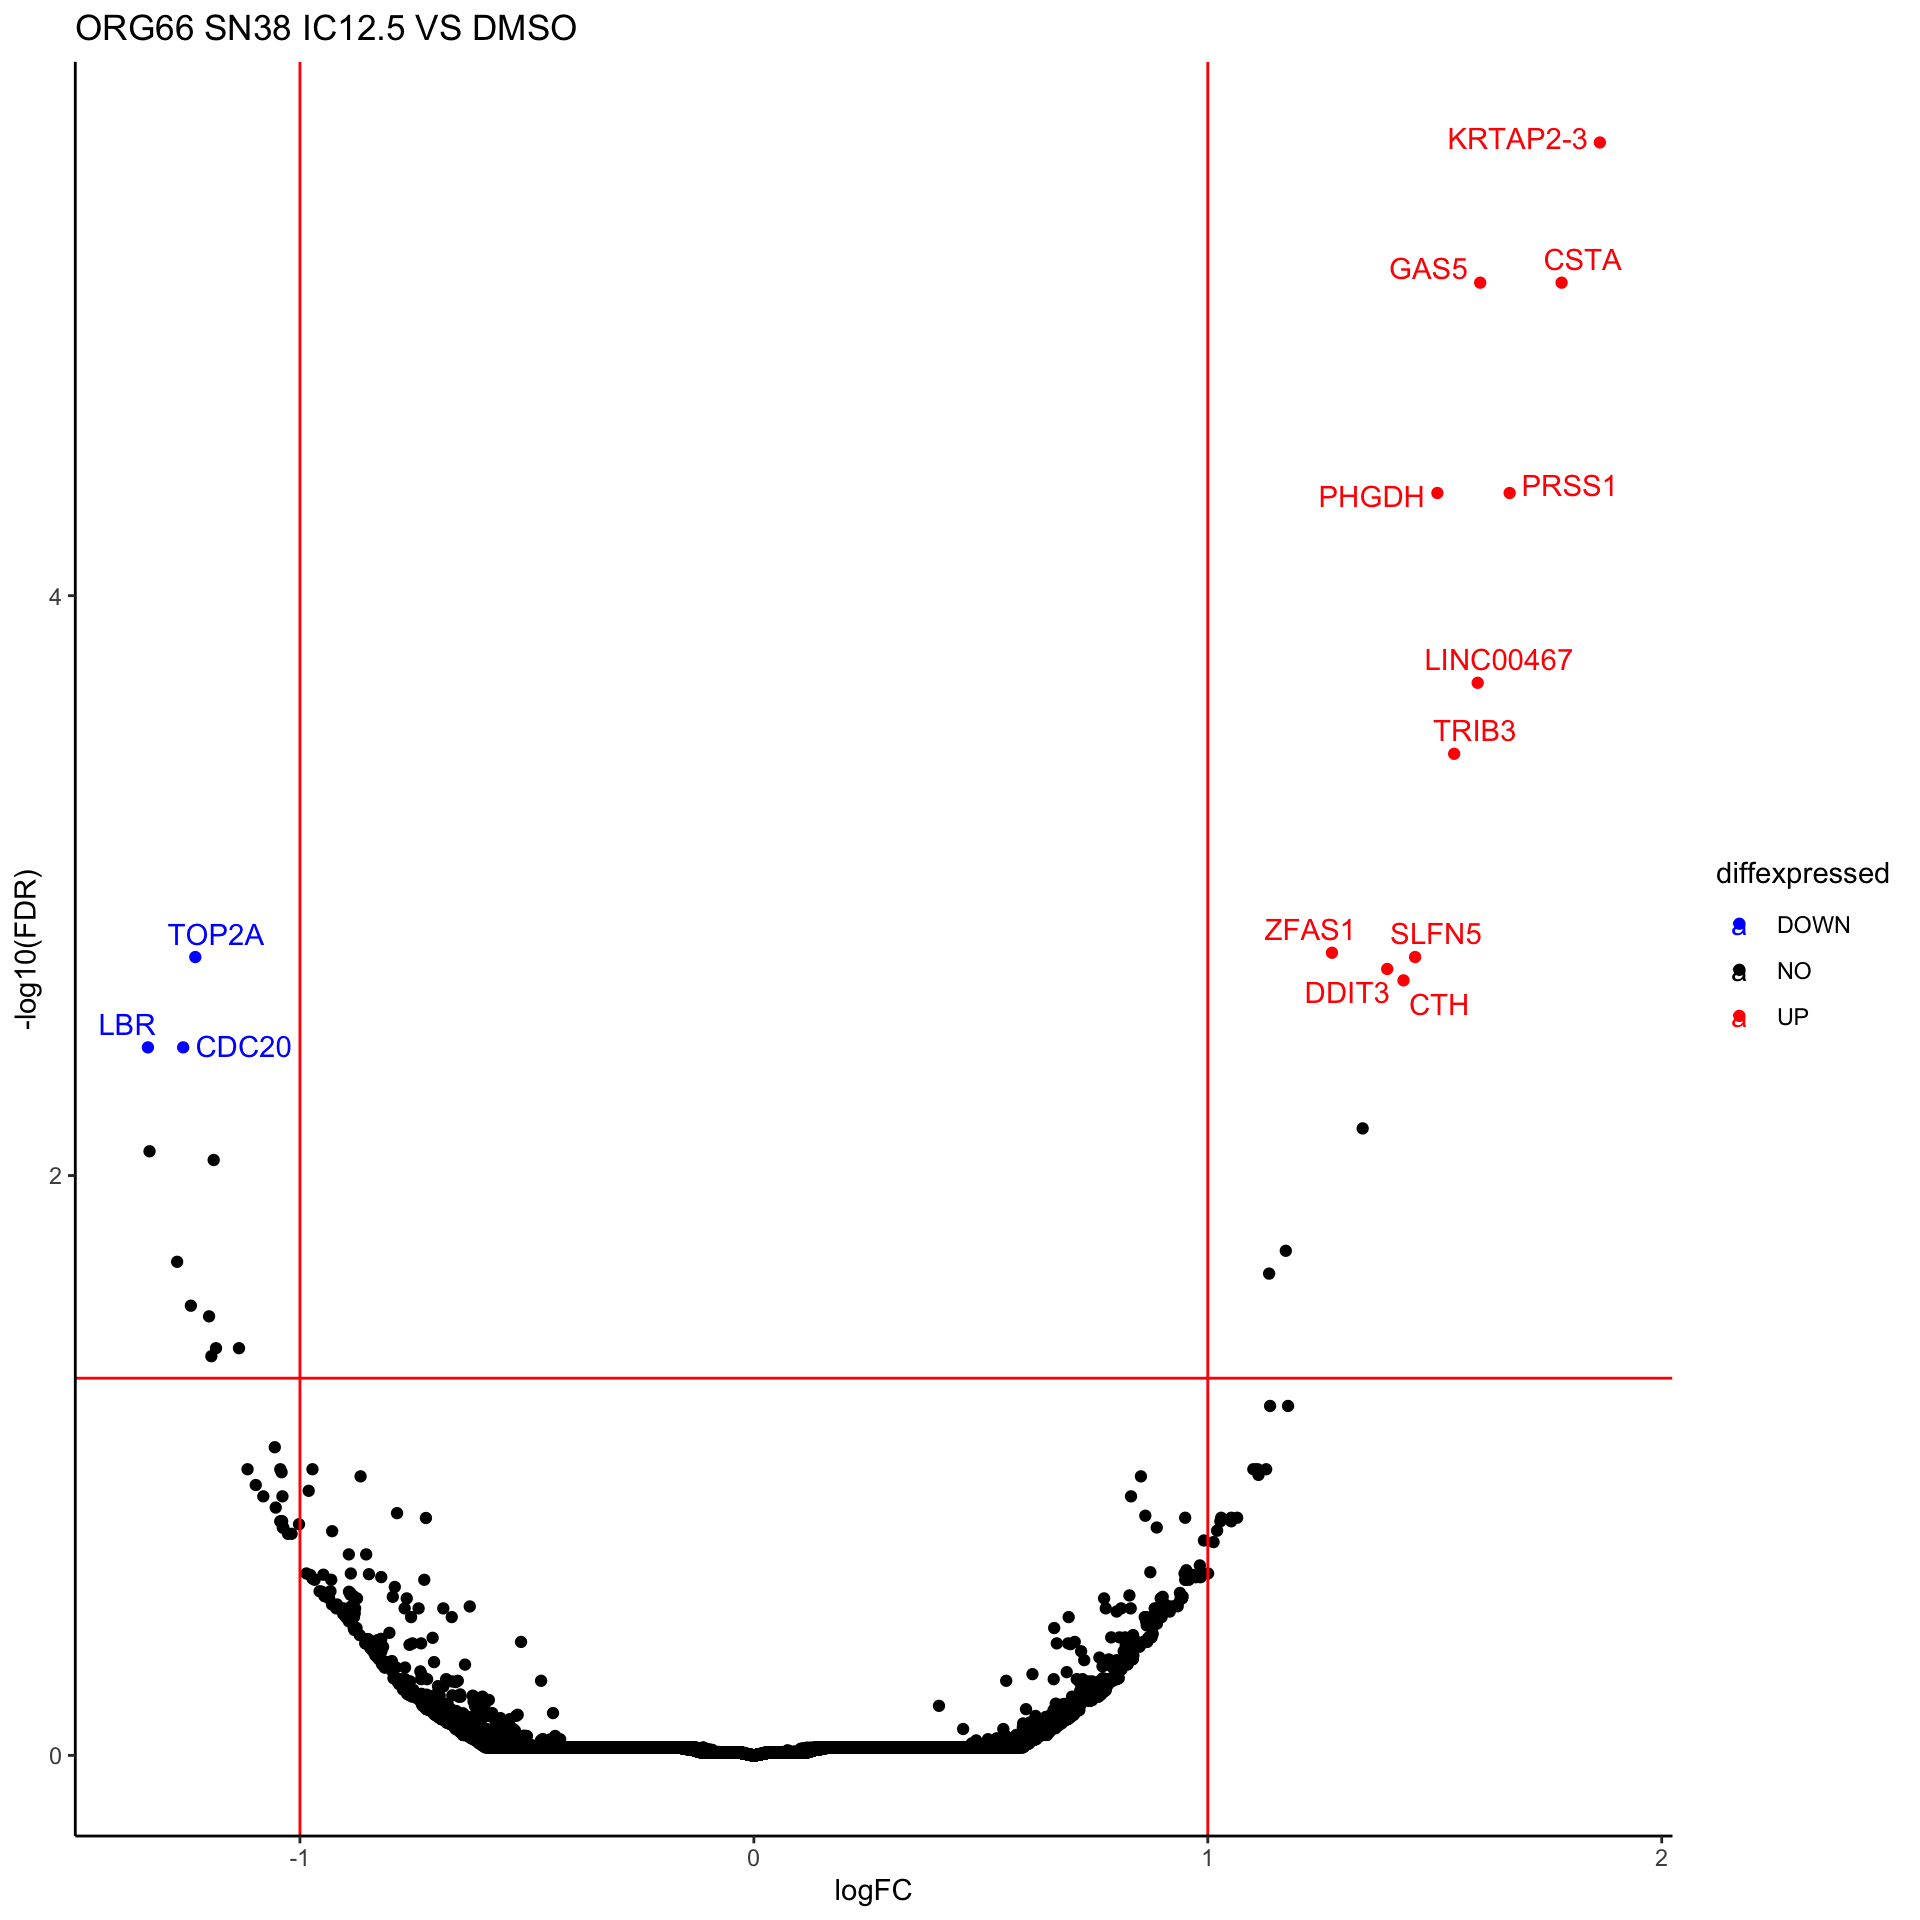 ORG66 SN38 IC12.5 VS DMSO
KRTAP2-3
GAS5
CSTA
PHGDH
PRSS1
4
LINC00467
TRIB3
-log10(FDR)
TOP2A
ZFAS1
SLFN5
DDIT3
CTH
LBR
CDC20
diffexpressed
a DOWN
a NO
a UP
2
0
-1
0
1
2
logFC